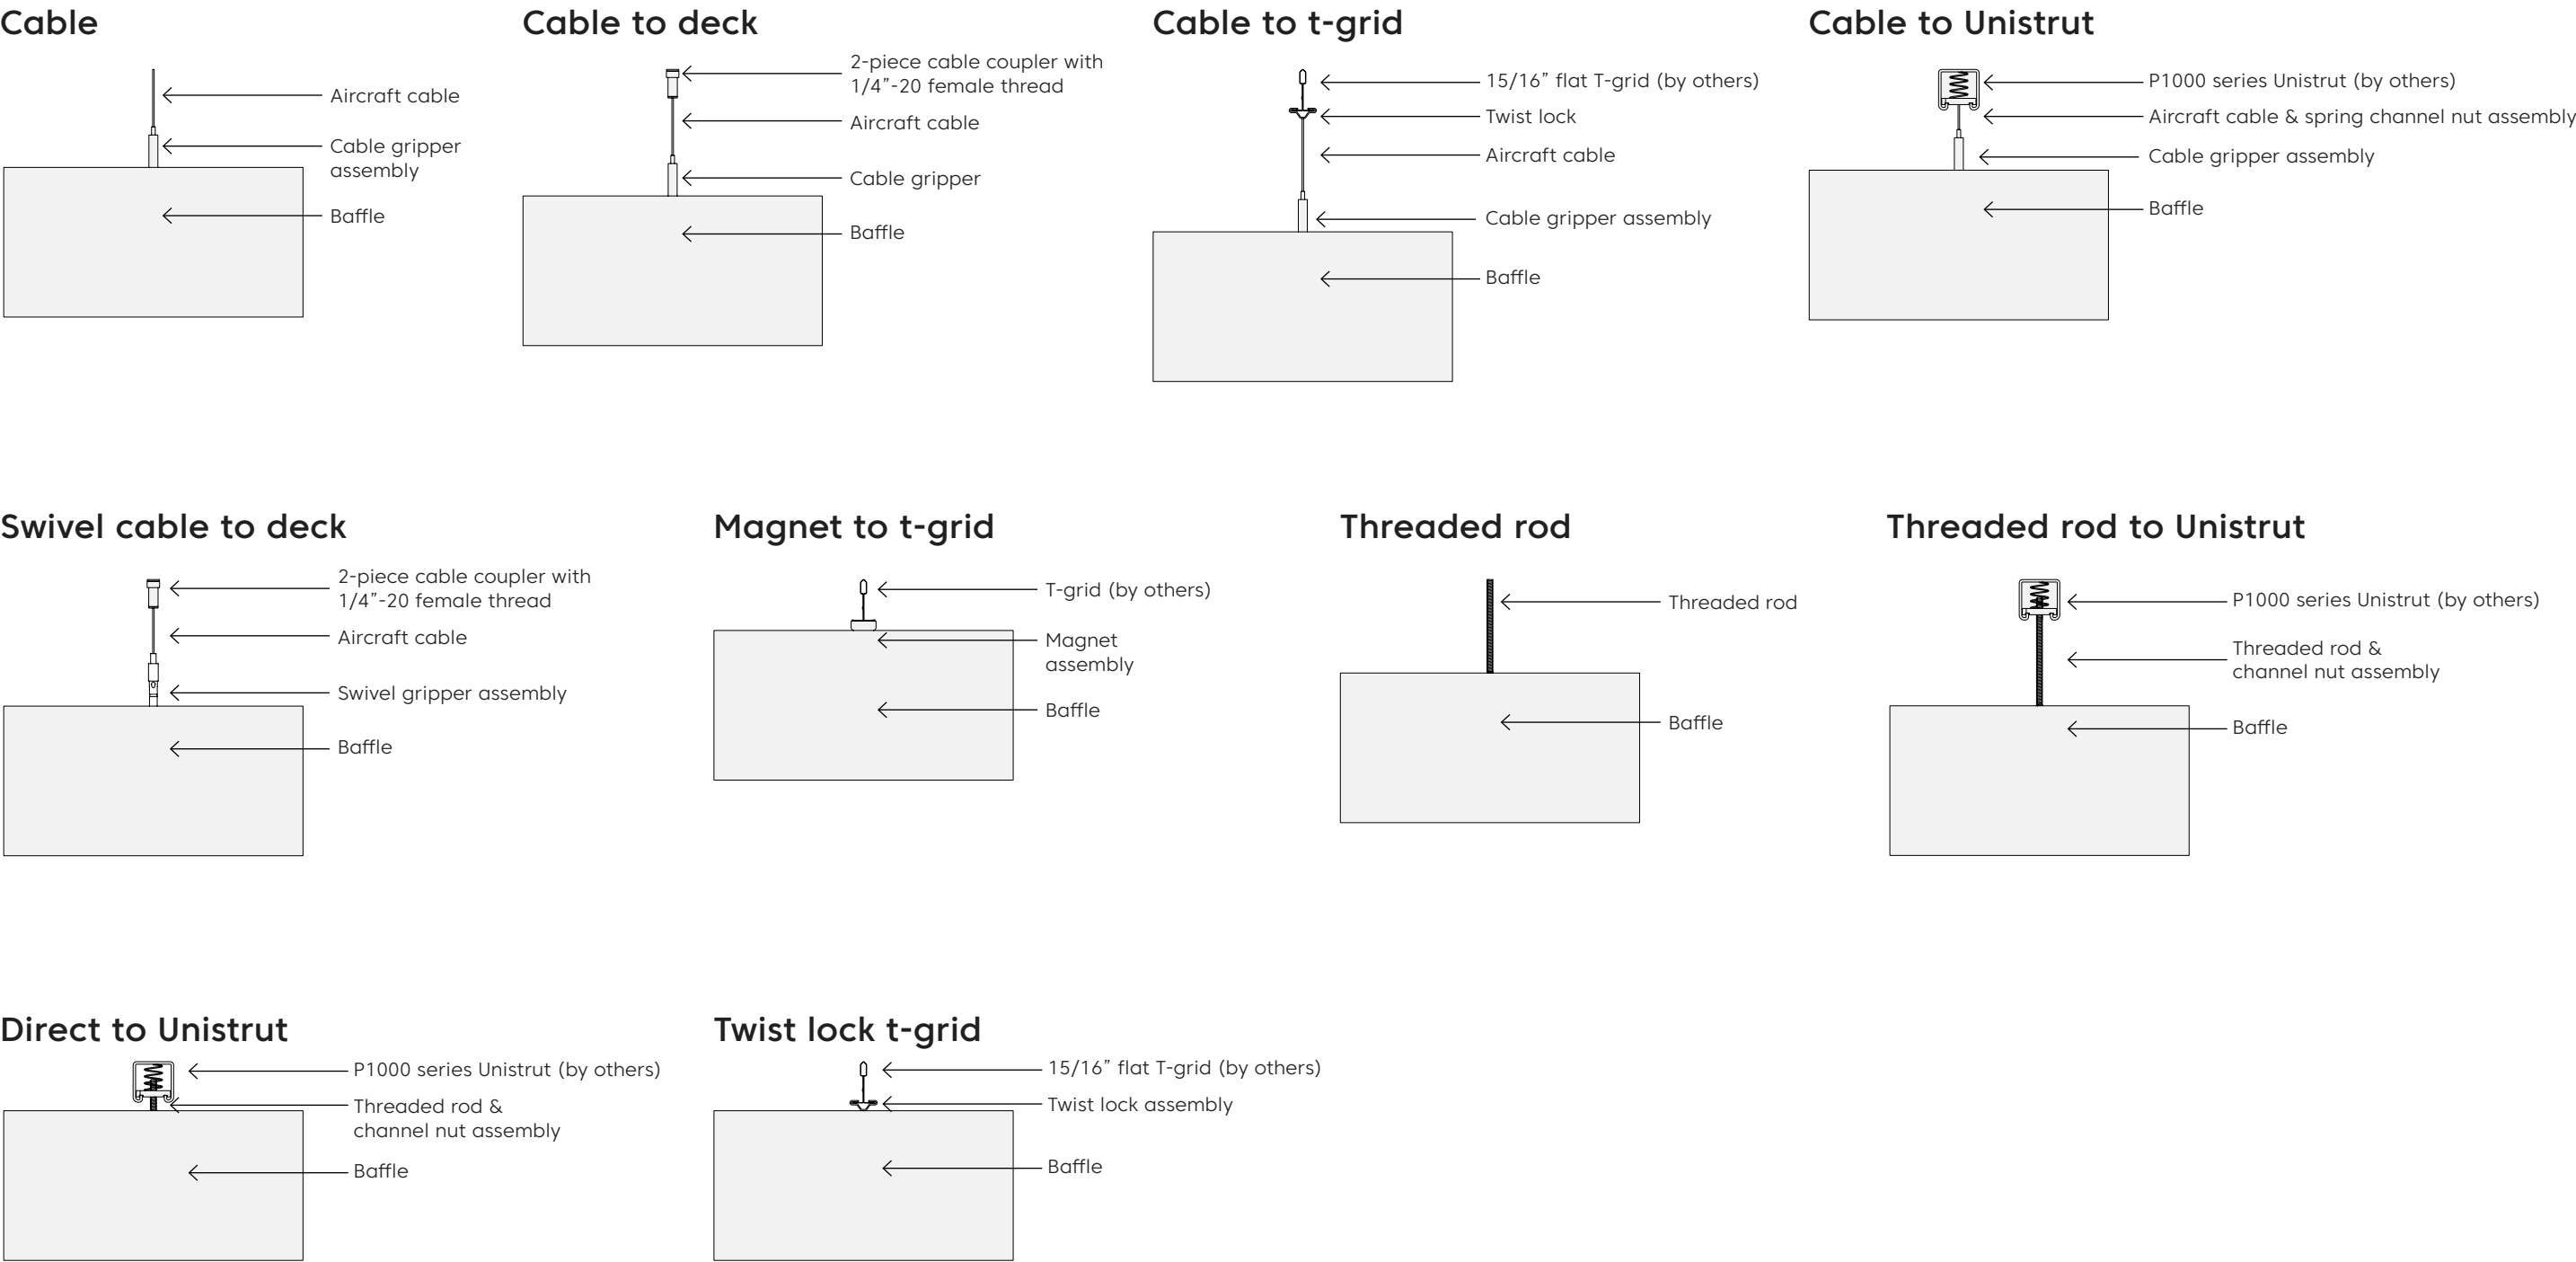 Cable
Aircraft cable
Cable gripper
assembly
Baffle
Cable to deck
2-piece cable coupler with
1/4”-20 female thread
Aircraft cable
Cable gripper
Baffle
Cable to t-grid
15/16” flat T-grid (by others)
Twist lock
Aircraft cable
Cable gripper assembly
Baffle
Cable to Unistrut
P1000 series Unistrut (by others)
Aircraft cable & spring channel nut assembly
Cable gripper assembly
Baffle
Swivel cable to deck
2-piece cable coupler with
1/4”-20 female thread
Aircraft cable
Swivel gripper assembly
Baffle
Magnet to t-grid
T-grid (by others)
Magnet
assembly
Baffle
Threaded rod
Threaded rod
Baffle
Threaded rod to Unistrut
P1000 series Unistrut (by others)
Threaded rod &
channel nut assembly
Baffle
Direct to Unistrut
P1000 series Unistrut (by others)
Threaded rod &
channel nut assembly
Baffle
Twist lock t-grid
15/16” flat T-grid (by others)
Twist lock assembly
Baffle